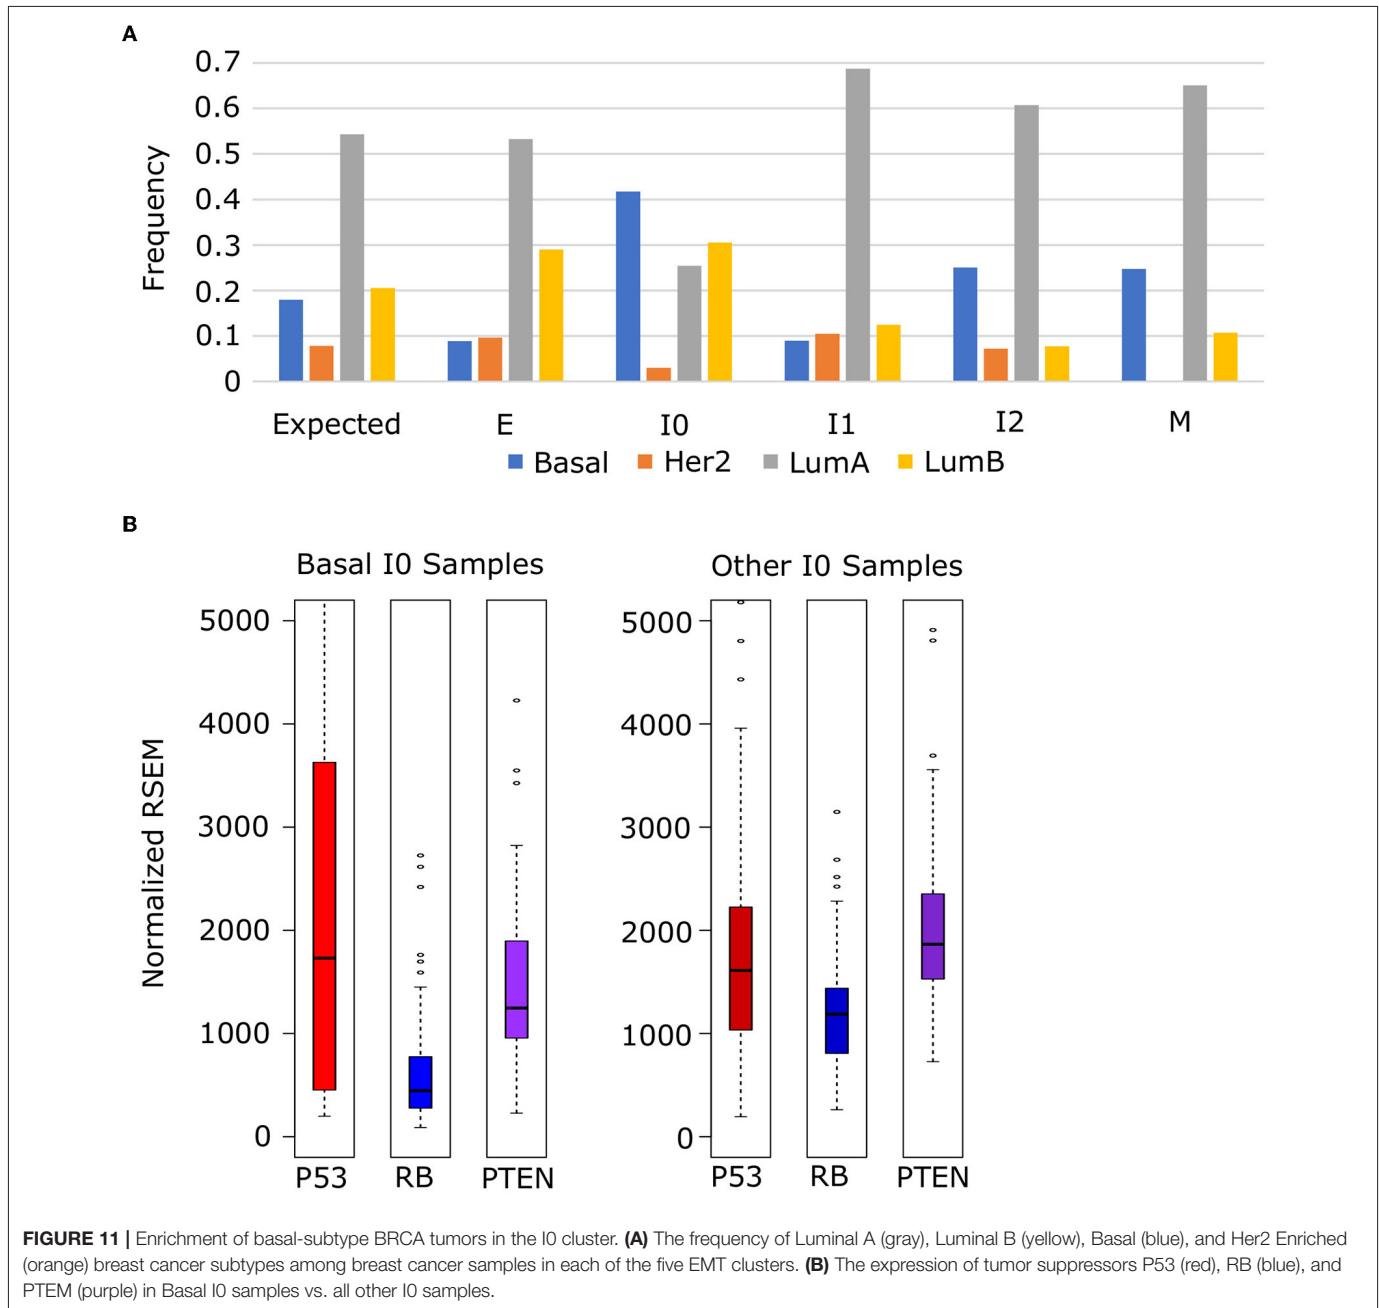 A
0.7
0.6
0.5
0.4
0.3
0.2
0.1
0
Frequency
Expected E I0 I1 I2 M
Basal Her2 LumA LumB
B
Basal I0 Samples Other I0 Samples
Normalized RSEM
5000 5000
4000 4000
3000 3000
2000 2000
1000 1000
0 0
P53 RB PTEN P53 RB PTEN
FIGURE 11 | Enrichment of basal-subtype BRCA tumors in the I0 cluster. (A) The frequency of Luminal A (gray), Luminal B (yellow), Basal (blue), and Her2 Enriched
(orange) breast cancer subtypes among breast cancer samples in each of the five EMT clusters. (B) The expression of tumor suppressors P53 (red), RB (blue), and
PTEM (purple) in Basal I0 samples vs. all other I0 samples.